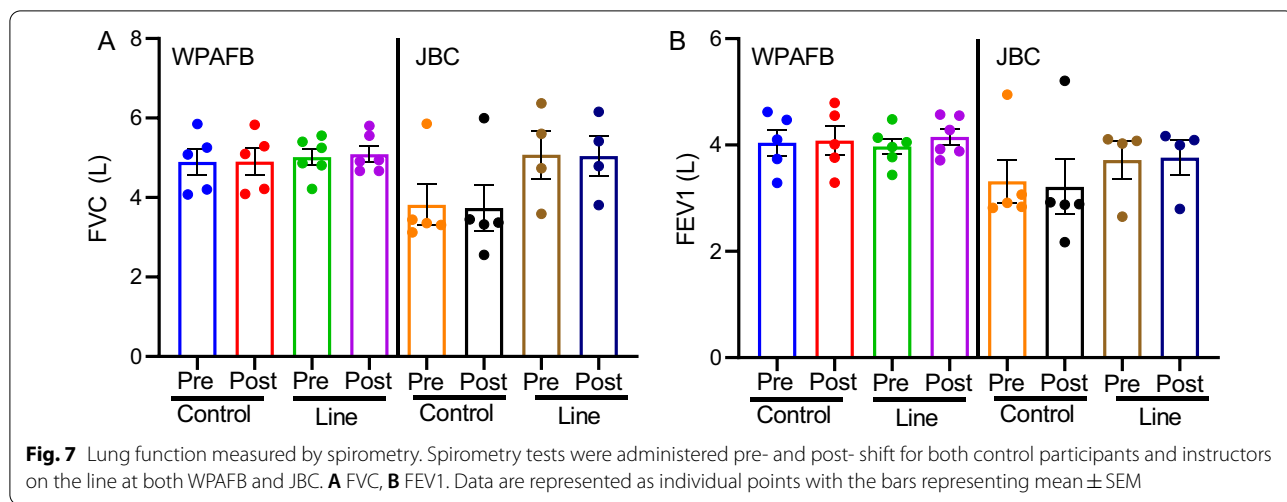 A
8
6
4
2
0
FVC (L)
WPAFB
JBC
Pre Post Pre Post Pre Post Pre Post
Control Line Control Line
B
6
4
2
0
FEV1 (L)
WPAFB
JBC
Pre Post Pre Post Pre Post Pre Post
Control Line Control Line
Fig. 7 Lung function measured by spirometry. Spirometry tests were administered pre- and post- shift for both control participants and instructors
on the line at both WPAFB and JBC. A FVC, B FEV1. Data are represented as individual points with the bars representing mean ± SEM